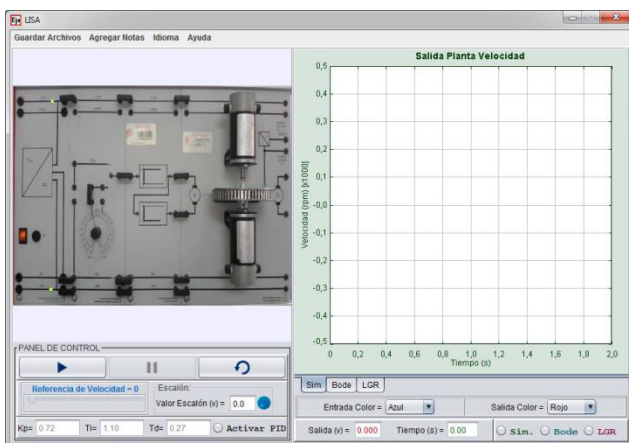 Ejs LISA
Guardar Archivos Agregar Notas Idioma Ayuda
Salida Planta Velocidad
Velocidad (rpm) [x1000]
0,5
0,4
0,3
0,2
0,1
-0,0
-0,1
-0,2
-0,3
-0,4
-0,5
0 0,2 0,4 0,6 0,8 1,0 1,2 1,4 1,6 1,8 2,0
Tiempo (s)
PANEL DE CONTROL
Referencia de Velocidad = 0
Escalón:
Valor Escalón (v) = 0.0
Kp= 0.72 Ti= 1.10 Td= 0.27 Activar PID
Sim Bode LGR
Entrada Color = Azul Salida Color = Rojo
Salida (v) = 0.000 Tiempo (s) = 0.00 Sim. Bode LGR